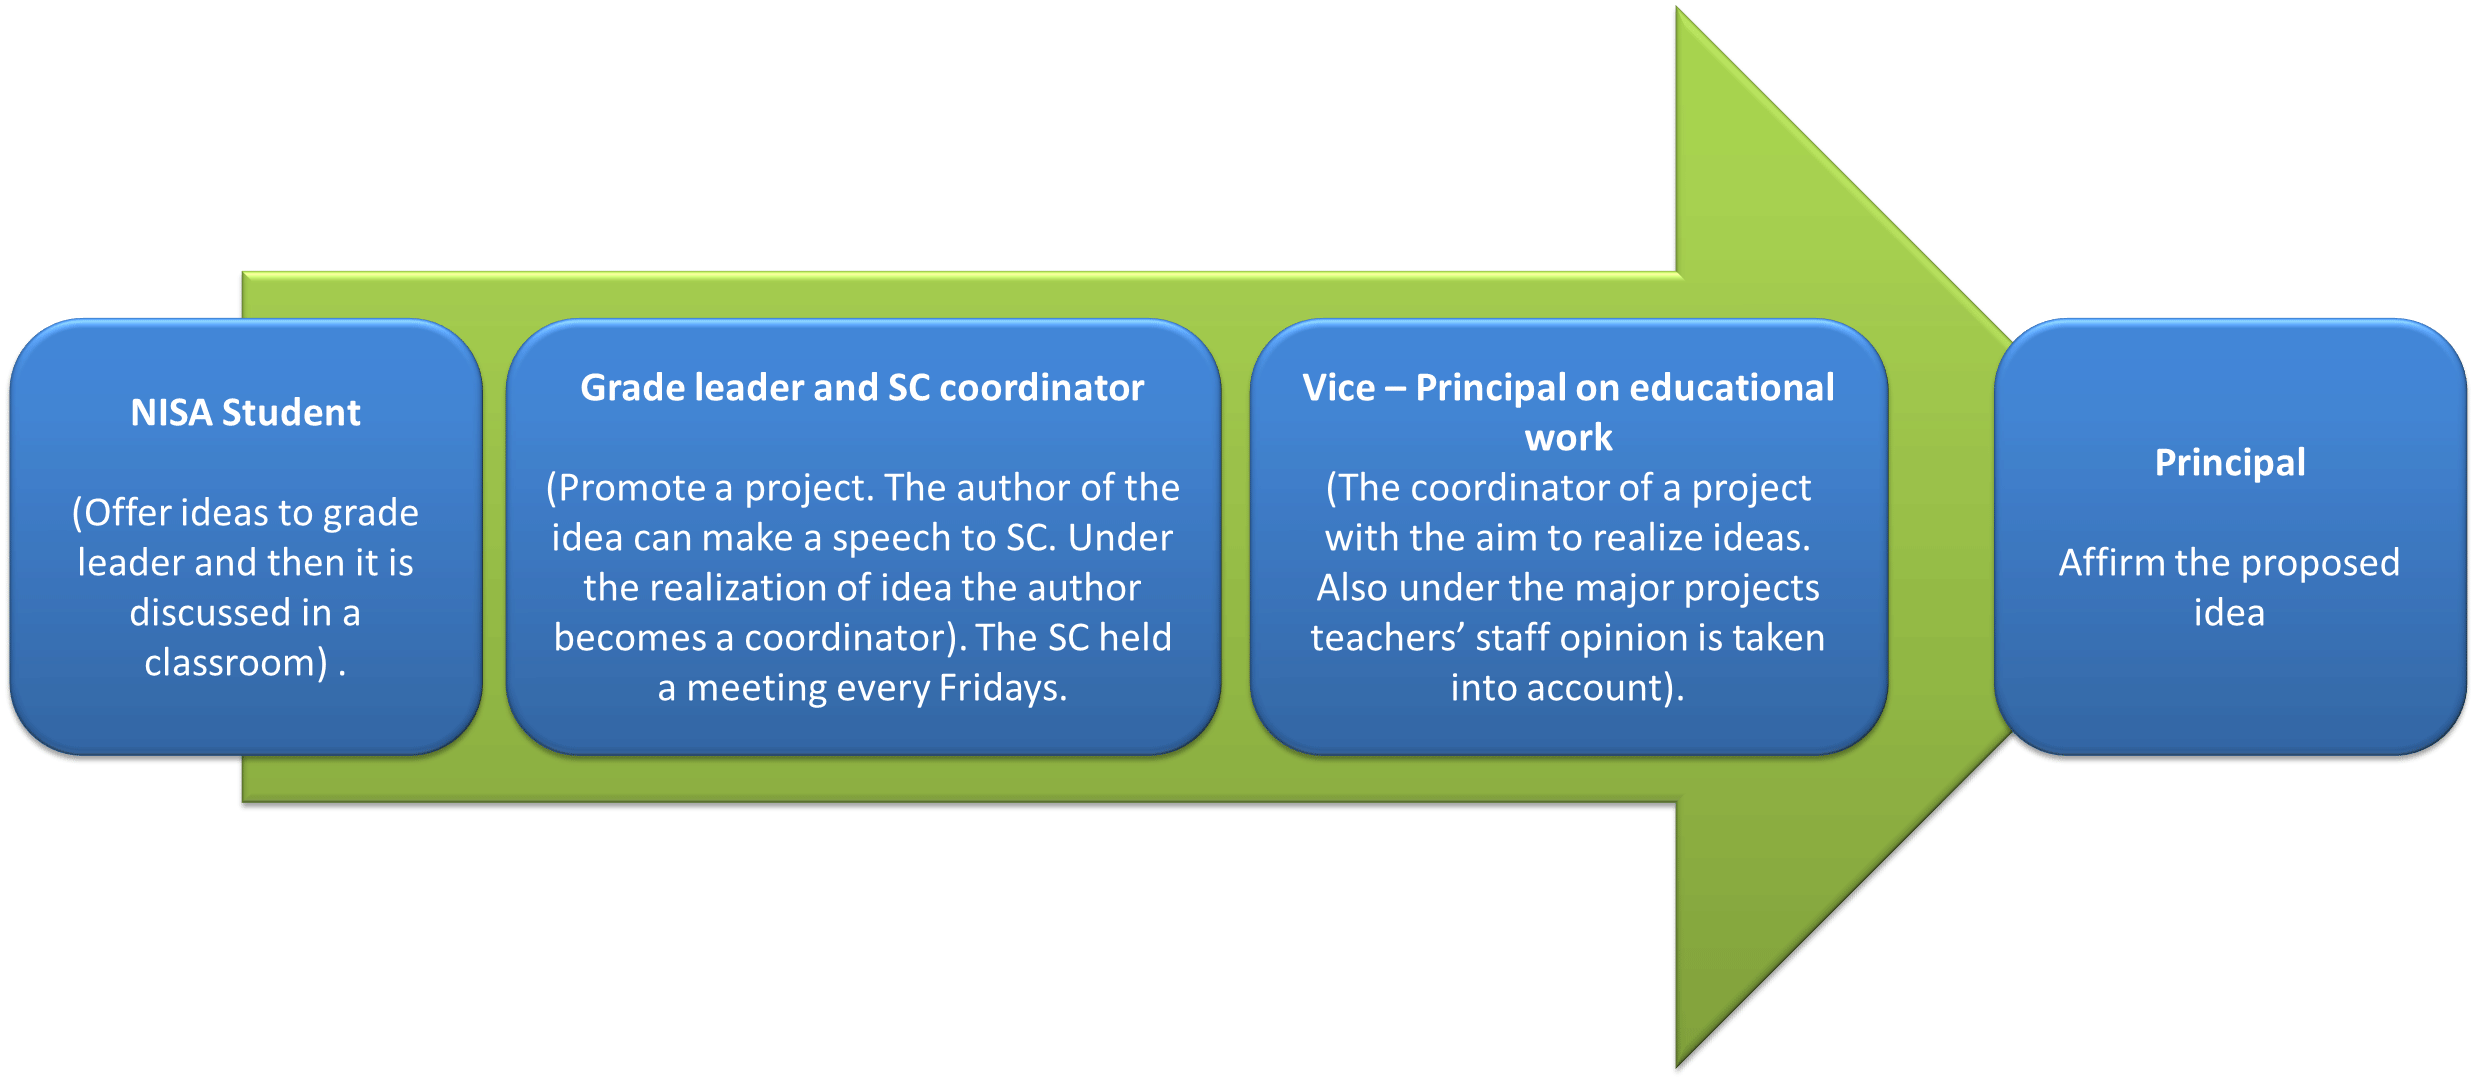 NISA Student
(Offer ideas to grade
leader and then it is
discussed in a
classroom) .
Grade leader and SC coordinator
(Promote a project. The author of the
idea can make a speech to SC. Under
the realization of idea the author
becomes a coordinator). The SC held
a meeting every Fridays.
Vice – Principal on educational
work
(The coordinator of a project
with the aim to realize ideas.
Also under the major projects
teachers’ staff opinion is taken
into account).
Principal
Affirm the proposed
idea